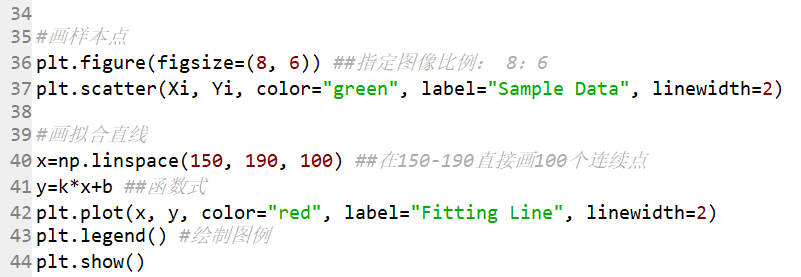 34
35 #画样本点
36 plt.figure(figsize=(8, 6)) ##指定图像比例： 8：6
37 plt.scatter(Xi, Yi, color="green", label="Sample Data", linewidth=2)
38
39 #画拟合直线
40 x=np.linspace(150, 190, 100) ##在150-190直接画100个连续点
41 y=k*x+b ##函数式
42 plt.plot(x, y, color="red", label="Fitting Line", linewidth=2)
43 plt.legend() #绘制图例
44 plt.show()